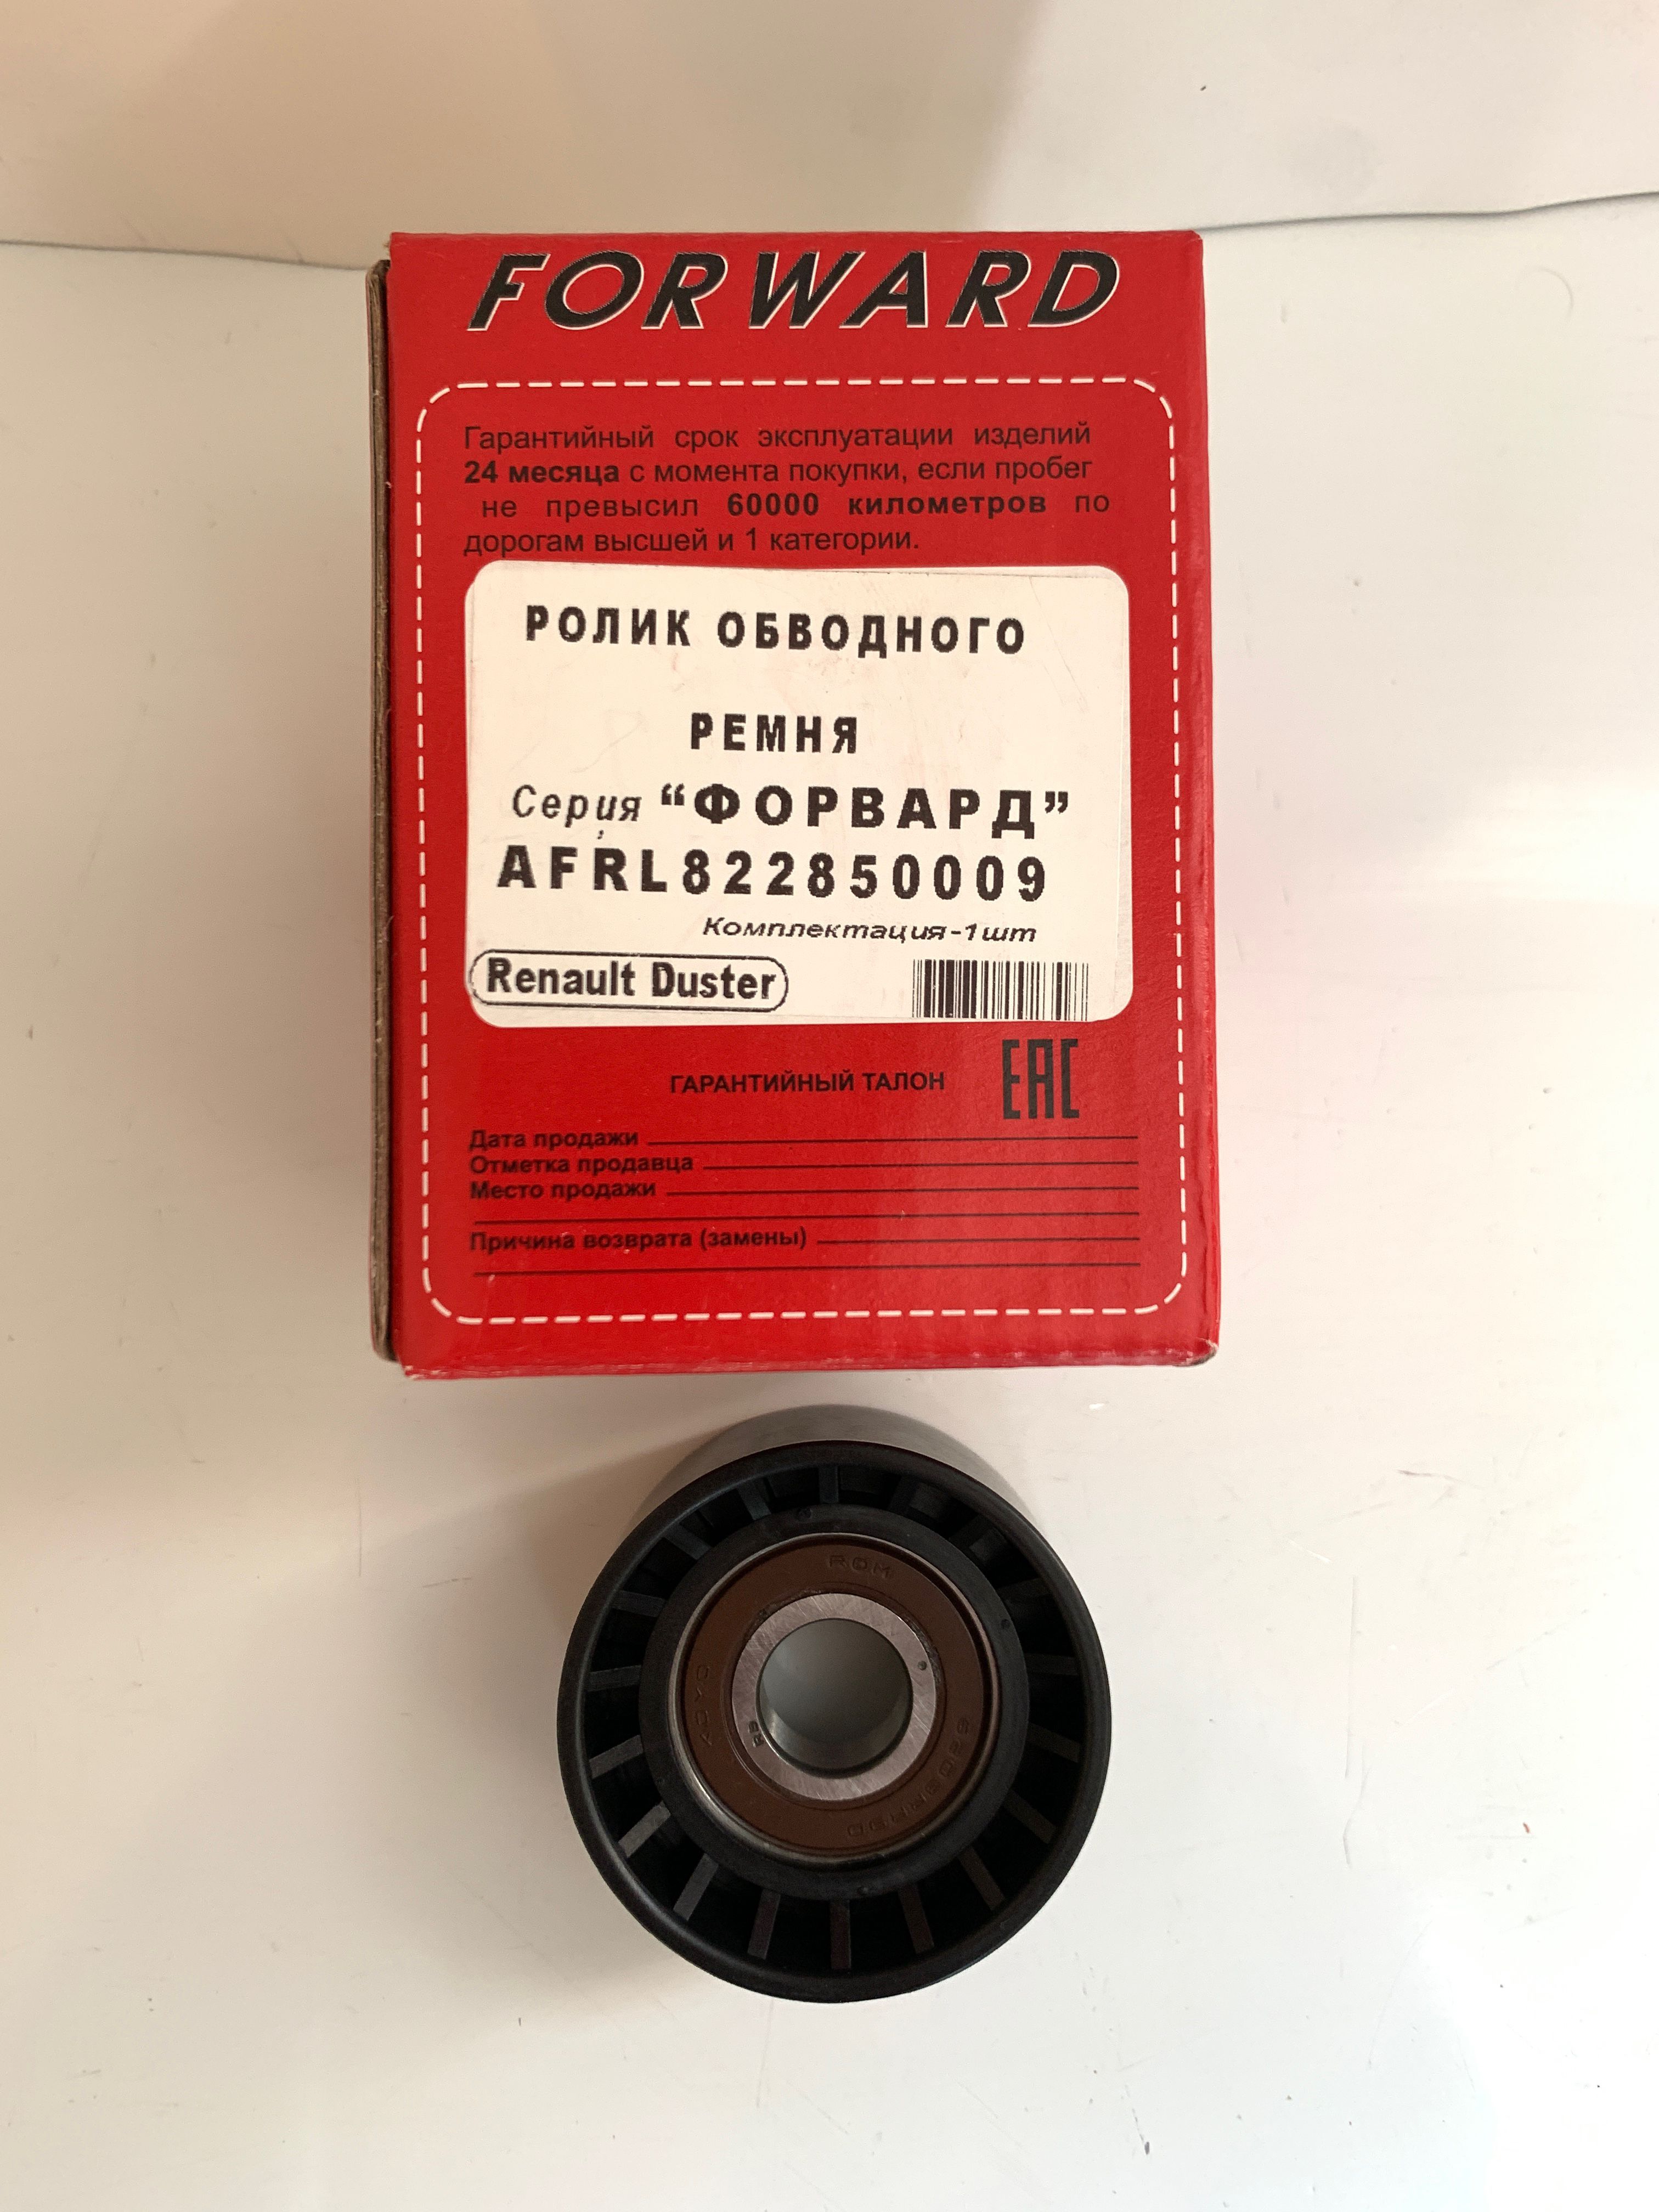 FORWARD
Гарантийный срок эксплуатации изделий
24 месяца с момента покупки, если пробег
не превысил 60000 километров по
дорогам высшей и 1 категории.
РОЛИК ОБВОДНОГО
РЕМНЯ
Серия “ФОРВАРД”
AFRL822850009
Комплектация-1шт
Renault Duster
ГАРАНТИЙНЫЙ ТАЛОН
EAC
Дата продажи
Отметка продавца
Место продажи
Причина возврата (замены)
KOYO